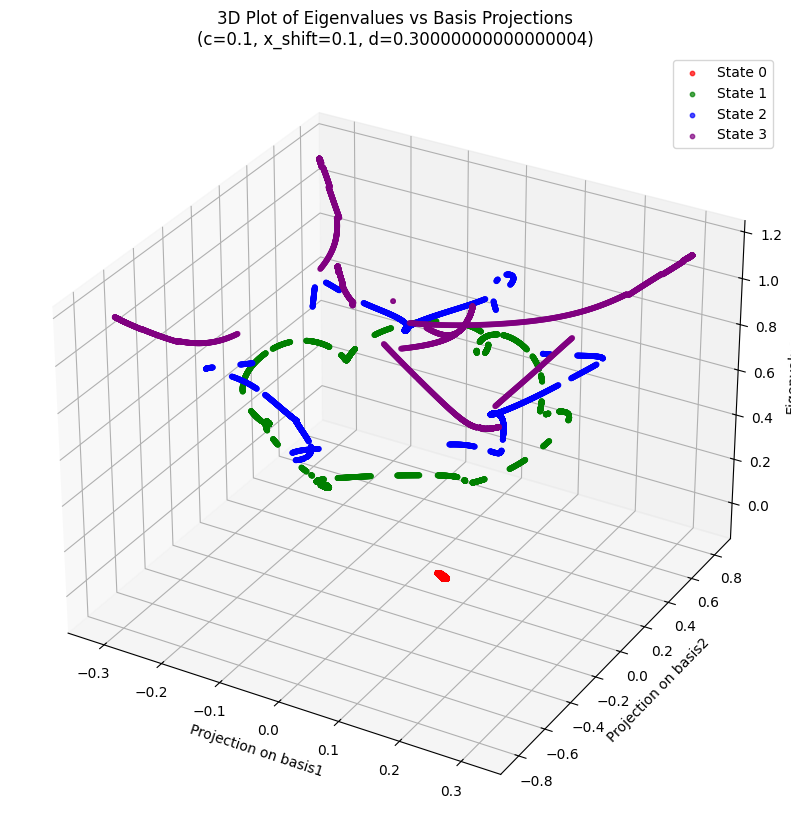 3D Plot of Eigenvalues vs Basis Projections
(c=0.1, x_shift=0.1, d=0.30000000000000004)
State 0
State 1
State 2
State 3
1.2
1.0
0.8
0.6
0.4
0.2
0.0
0.8
0.6
0.4
0.2
0.0
−0.2
−0.4
−0.6
−0.8
Projection on basis2
−0.3
−0.2
−0.1
0.0
0.1
0.2
0.3
Projection on basis1